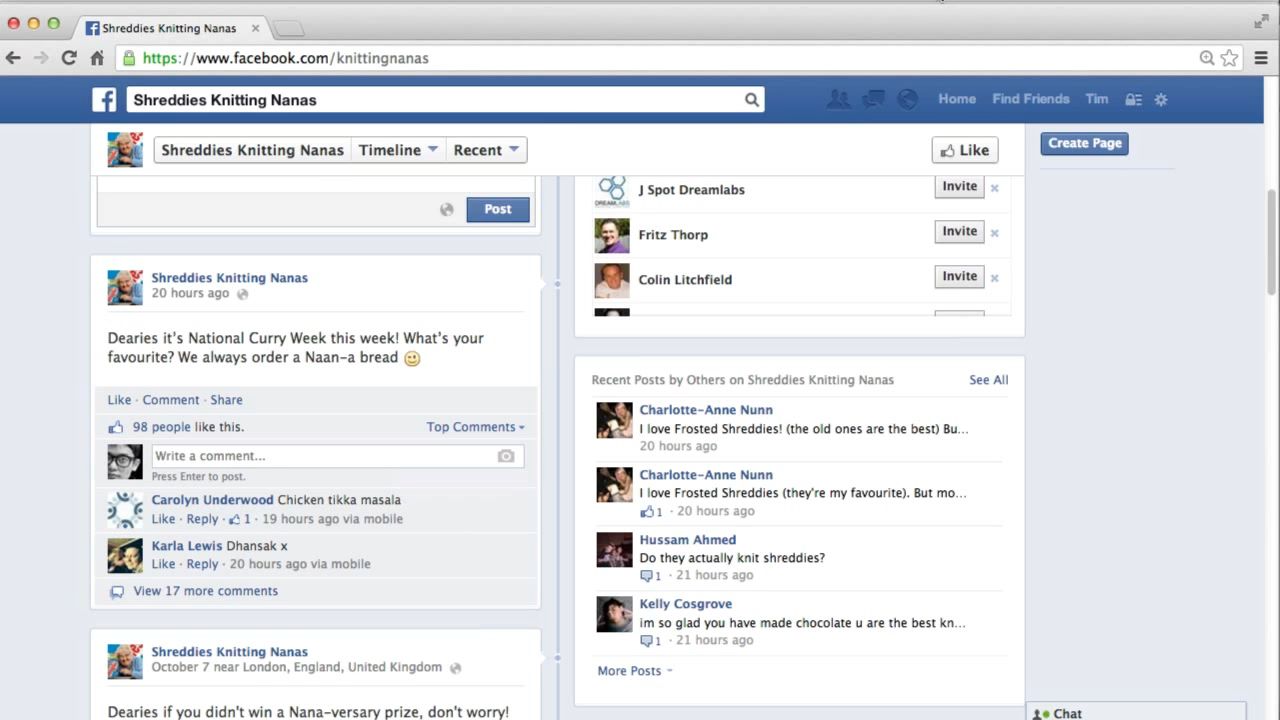 Shreddies Knitting Nanas
https://www.facebook.com/knittingnanas
Shreddies Knitting Nanas
Home Find Friends Tim
Shreddies Knitting Nanas Timeline Recent
Like
Create Page
Post
Shreddies Knitting Nanas
20 hours ago
Dearies it's National Curry Week this week! What's your
favourite? We always order a Naan-a bread
Like · Comment · Share
98 people like this.
Top Comments
Write a comment...
Press Enter to post.
Carolyn Underwood Chicken tikka masala
Like · Reply · 1 · 19 hours ago via mobile
Karla Lewis Dhansak x
Like · Reply · 20 hours ago via mobile
View 17 more comments
Shreddies Knitting Nanas
October 7 near London, England, United Kingdom
Dearies if you didn't win a Nana-versary prize, don't worry!
DREAMLABS
J Spot Dreamlabs
Invite
Fritz Thorp
Invite
Colin Litchfield
Invite
Recent Posts by Others on Shreddies Knitting Nanas
See All
Charlotte-Anne Nunn
I love Frosted Shreddies! (the old ones are the best) Bu...
20 hours ago
Charlotte-Anne Nunn
I love Frosted Shreddies (they're my favourite). But mo...
1 · 20 hours ago
Hussam Ahmed
Do they actually knit shreddies?
1 · 21 hours ago
Kelly Cosgrove
im so glad you have made chocolate u are the best kn...
1 · 21 hours ago
More Posts
Chat